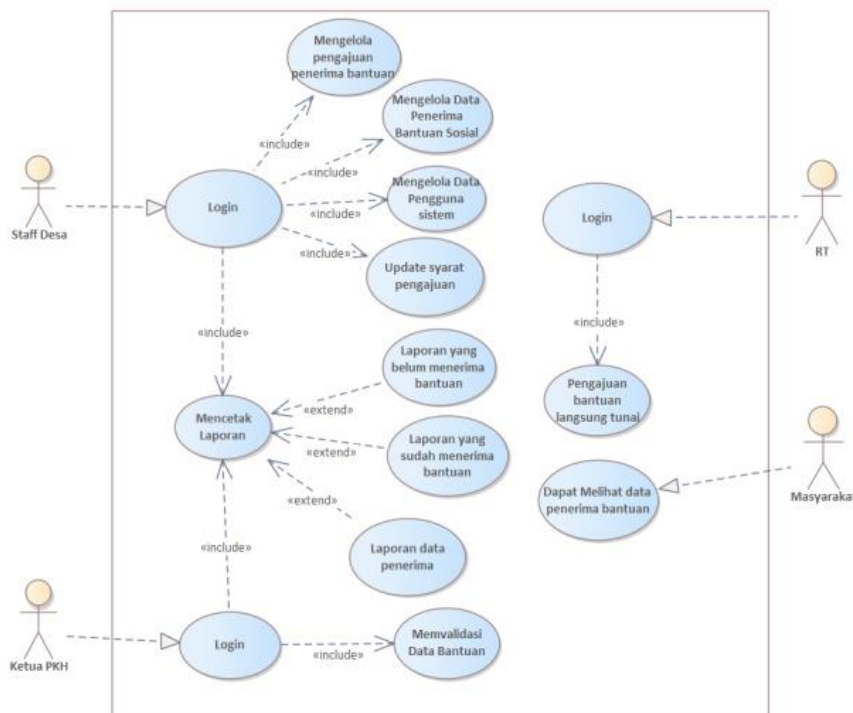 Mengelola
pengajuan
penerima bantuan
Mengelola Data
Penerima
Bantuan Sosial
«include»
«include»
Mengelola Data
Pengguna
sistem
Login
«include»
Staff Desa
«include»
Update syarat
pengajuan
Login
RT
«include»
«include»
Laporan yang
belum menerima
bantuan
Pengajuan
bantuan
langsung tunai
Mencetak
Laporan
«extend»
«extend»
Laporan yang
sudah menerima
bantuan
«extend»
Dapat Melihat data
penerima bantuan
Masyarakat
«include»
Laporan data
penerima
Login
«include»
Memvalidasi
Data Bantuan
Ketua PKH